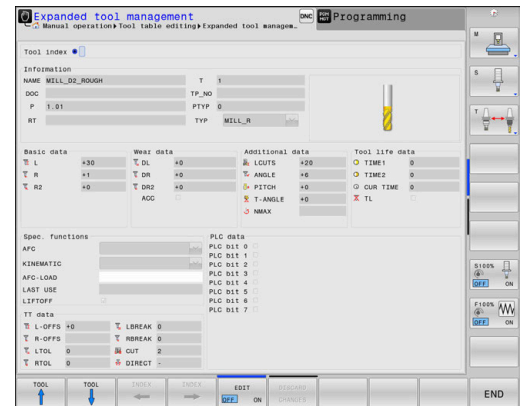 Expanded tool management
DNC
Programming
Manual operation▸Tool table editing▸Expanded tool managem…
Tool index 0
Information
NAME MILL_D2_ROUGH T 1
DOC TP_NO
P 1.01 PTYP 0
RT TYP MILL_R
Basic data Wear data Additional data Tool life data
L +30 DL +0 LCUTS +20 TIME1 0
R +1 DR +0 ANGLE +6 TIME2 0
R2 +0 DR2 +0 PITCH +0 CUR TIME 0
ACC T-ANGLE +0 TL
NMAX
Spec. functions PLC data
AFC PLC bit 0
PLC bit 1
KINEMATIC PLC bit 2
AFC-LOAD PLC bit 3
PLC bit 4
LAST USE PLC bit 5
LIFTOFF PLC bit 6
PLC bit 7
TT data
L-OFFS +0 LBREAK 0
R-OFFS RBREAK 0
LTOL 0 CUT 2
RTOL 0 DIRECT -
M
S
T
S100%
OFF ON
F100%
OFF ON
TOOL
TOOL
INDEX
INDEX
EDIT
OFF ON
DISCARD
CHANGES
END